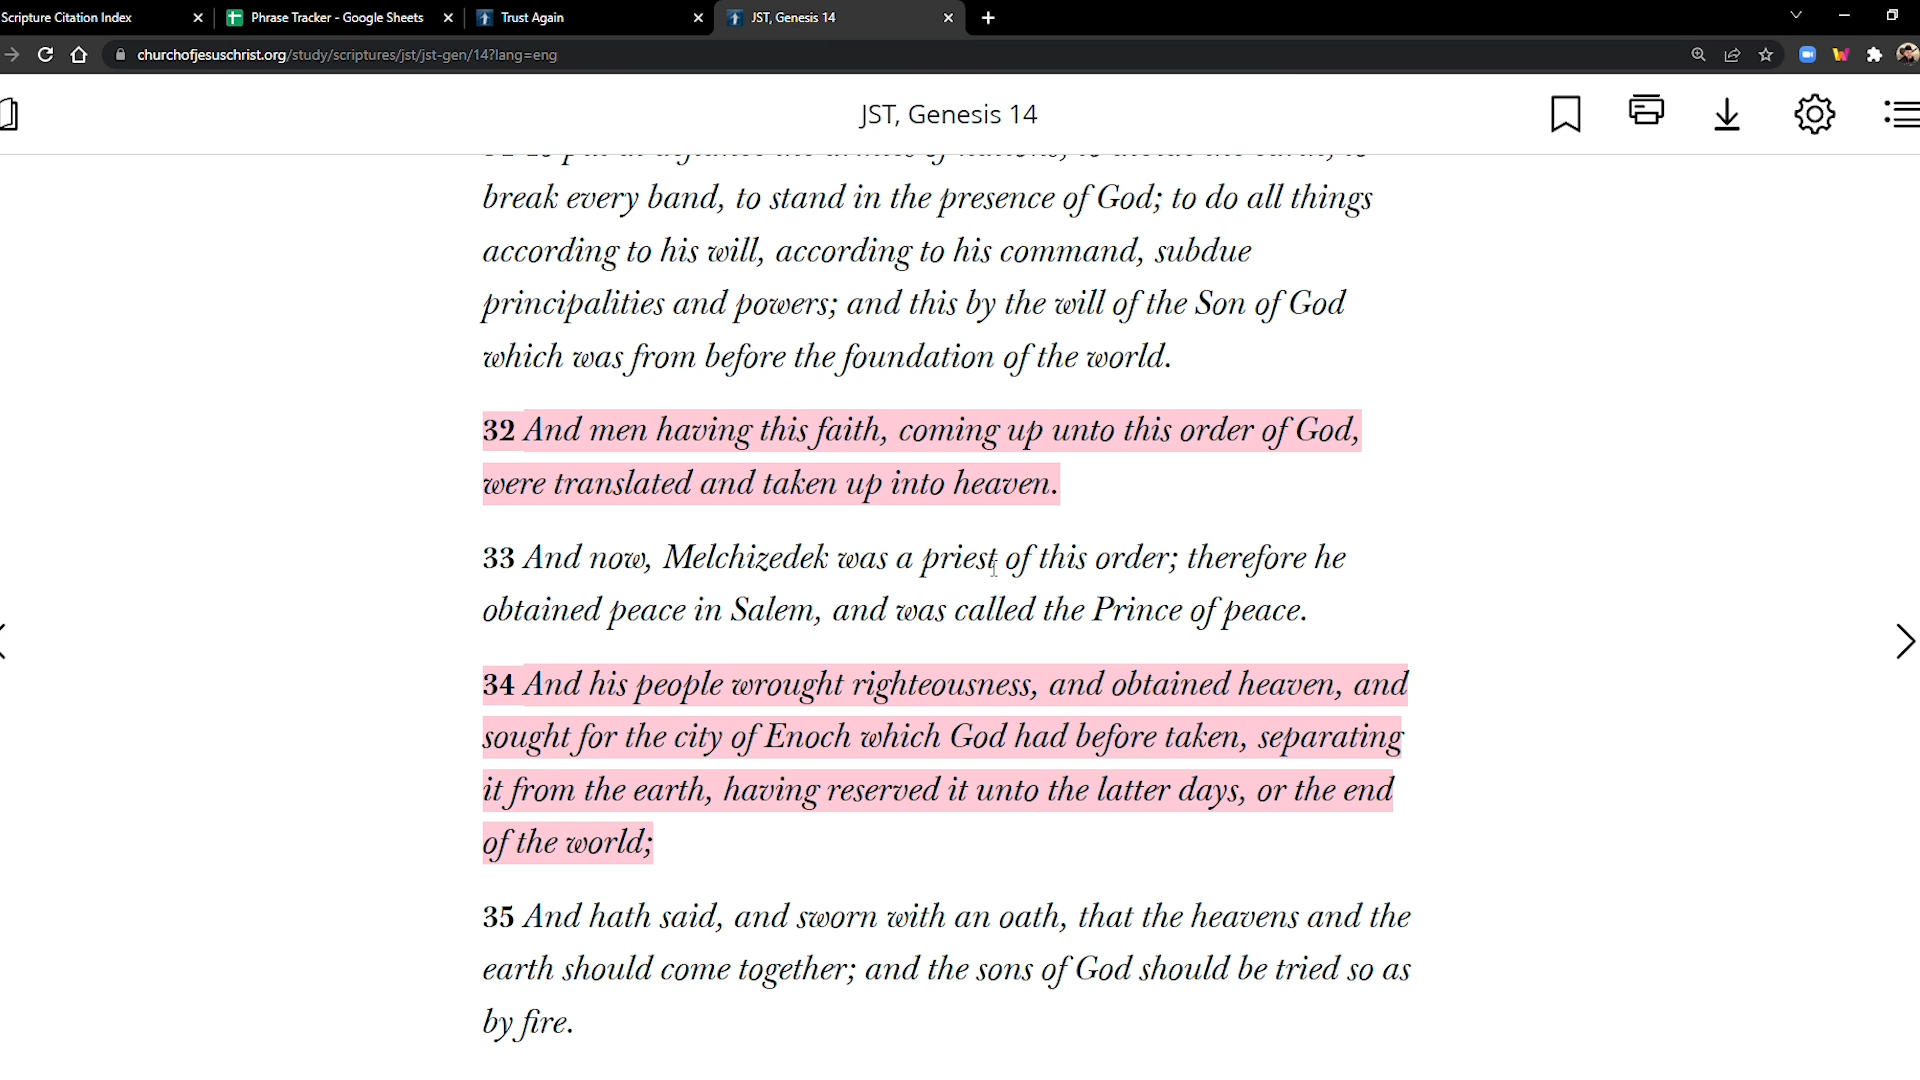 Scripture Citation Index
Phrase Tracker - Google Sheets
Trust Again
JST, Genesis 14
churchofjesuschrist.org/study/scriptures/jst/jst-gen/14?lang=eng
JST, Genesis 14
break every band, to stand in the presence of God; to do all things
according to his will, according to his command, subdue
principalities and powers; and this by the will of the Son of God
which was from before the foundation of the world.
32 And men having this faith, coming up unto this order of God,
were translated and taken up into heaven.
33 And now, Melchizedek was a priest of this order; therefore he
obtained peace in Salem, and was called the Prince of peace.
34 And his people wrought righteousness, and obtained heaven, and
sought for the city of Enoch which God had before taken, separating
it from the earth, having reserved it unto the latter days, or the end
of the world;
35 And hath said, and sworn with an oath, that the heavens and the
earth should come together; and the sons of God should be tried so as
by fire.